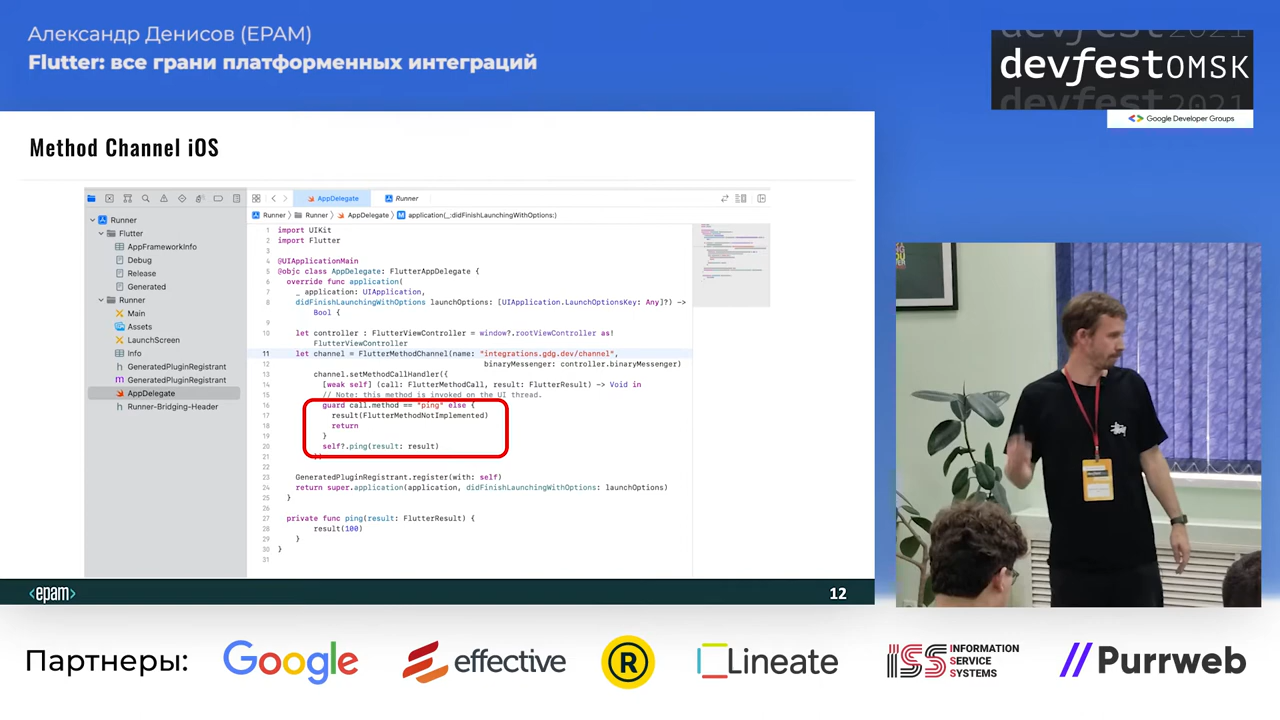 Александр Денисов (EPAM)
Flutter: все грани платформенных интеграций
devfest 2021
devfest OMSK
devfest 2021
Google Developer Groups
Method Channel iOS
AppDelegate
Runner
Runner
Runner
AppDelegate
M application(_:didFinishLaunchingWithOptions:)
Runner
Flutter
AppFrameworkInfo
Debug
Release
Generated
Runner
Main
Assets
LaunchScreen
Info
GeneratedPluginRegistrant
m GeneratedPluginRegistrant
AppDelegate
h Runner-Bridging-Header
1 import UIKit
2 import Flutter
3
4 @UIApplicationMain
5 @objc class AppDelegate: FlutterAppDelegate {
6 override func application(
7 _ application: UIApplication,
8 didFinishLaunchingWithOptions launchOptions: [UIApplication.LaunchOptionsKey: Any]?) ->
Bool {
9
10 let controller : FlutterViewController = window?.rootViewController as!
FlutterViewController
11 let channel = FlutterMethodChannel(name: "integrations.gdg.dev/channel",
12 binaryMessenger: controller.binaryMessenger)
13 channel.setMethodCallHandler({
14 [weak self] (call: FlutterMethodCall, result: FlutterResult) -> Void in
15 // Note: this method is invoked on the UI thread.
16 guard call.method == "ping" else {
17 result(FlutterMethodNotImplemented)
18 return
19 }
20 self?.ping(result: result)
21 })
22
23 GeneratedPluginRegistrant.register(with: self)
24 return super.application(application, didFinishLaunchingWithOptions: launchOptions)
25 }
26
27 private func ping(result: FlutterResult) {
28 result(100)
29 }
30 }
31
<epam>
12
Партнеры:
Google
effective
R
Lineate
ISS INFORMATION
SERVICE
SYSTEMS
Purrweb